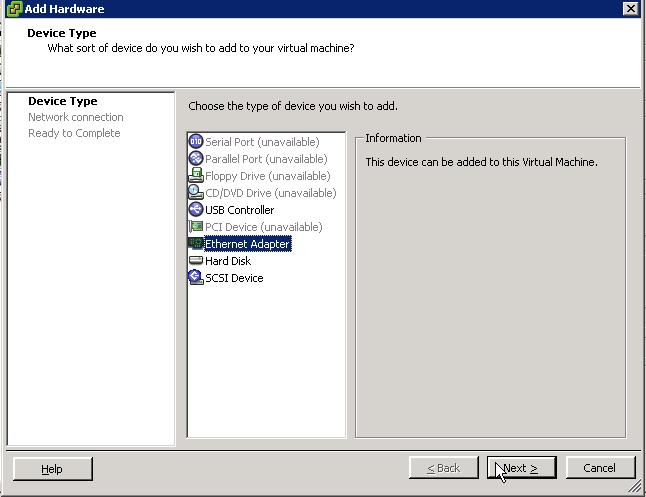 Add Hardware
Device Type
What sort of device do you wish to add to your virtual machine?
Device Type
Network connection
Ready to Complete
Choose the type of device you wish to add.
Serial Port (unavailable)
Parallel Port (unavailable)
Floppy Drive (unavailable)
CD/DVD Drive (unavailable)
USB Controller
PCI Device (unavailable)
Ethernet Adapter
Hard Disk
SCSI Device
Information
This device can be added to this Virtual Machine.
Help
< Back
Next >
Cancel